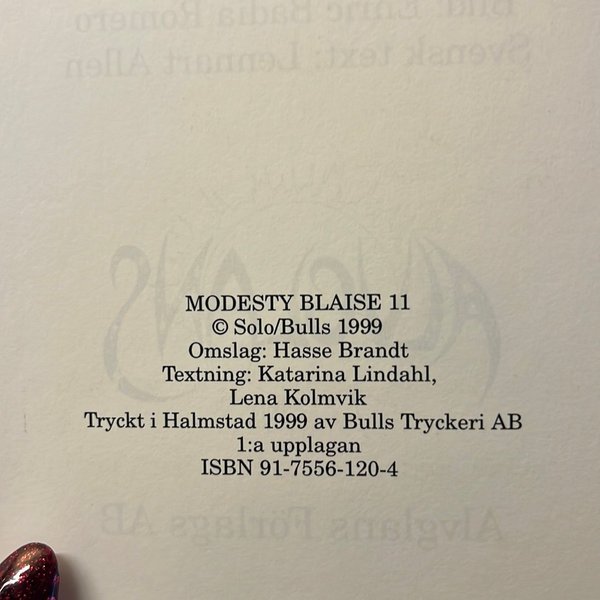 Bild: Enric Badia Romero
Svensk text: Lennart Allen
MODESTY BLAISE 11
© Solo/Bulls 1999
Omslag: Hasse Brandt
Textning: Katarina Lindahl,
Lena Kolmvik
Tryckt i Halmstad 1999 av Bulls Tryckeri AB
1:a upplagan
ISBN 91-7556-120-4
Alvglans Förlags AB